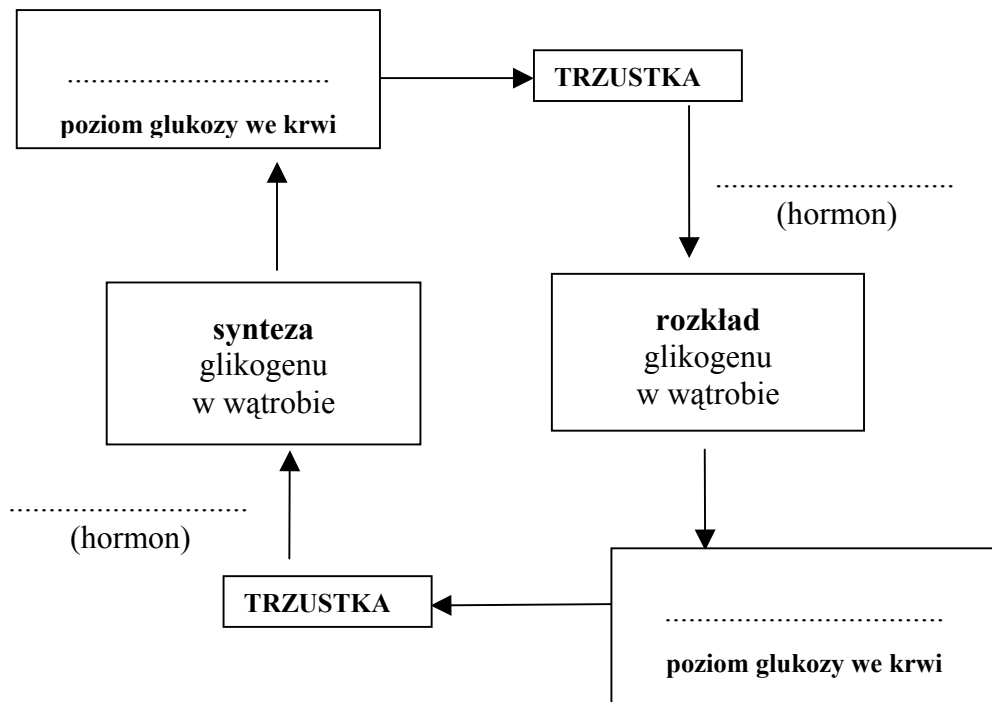 ................................
poziom glukozy we krwi
TRZUSTKA
.............................
(hormon)
synteza
glikogenu
w wątrobie
rozkład
glikogenu
w wątrobie
.............................
(hormon)
TRZUSTKA
..................................
poziom glukozy we krwi